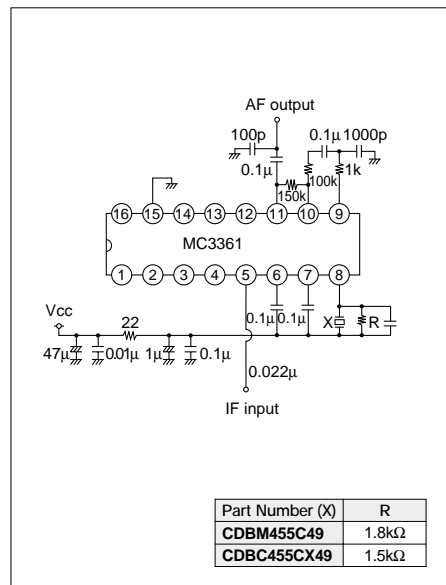 AF output
100p
0.1µ 1000p
0.1µ
100k
1k
150k
16 15 14 13 12 11 10 9
MC3361
1 2 3 4 5 6 7 8
Vcc
22
0.1µ 0.1µ
X
R
47µ
0.01µ
1µ
0.1µ
0.022µ
IF input
Part Number (X) R
CDBM455C49 1.8kΩ
CDBC455CX49 1.5kΩ